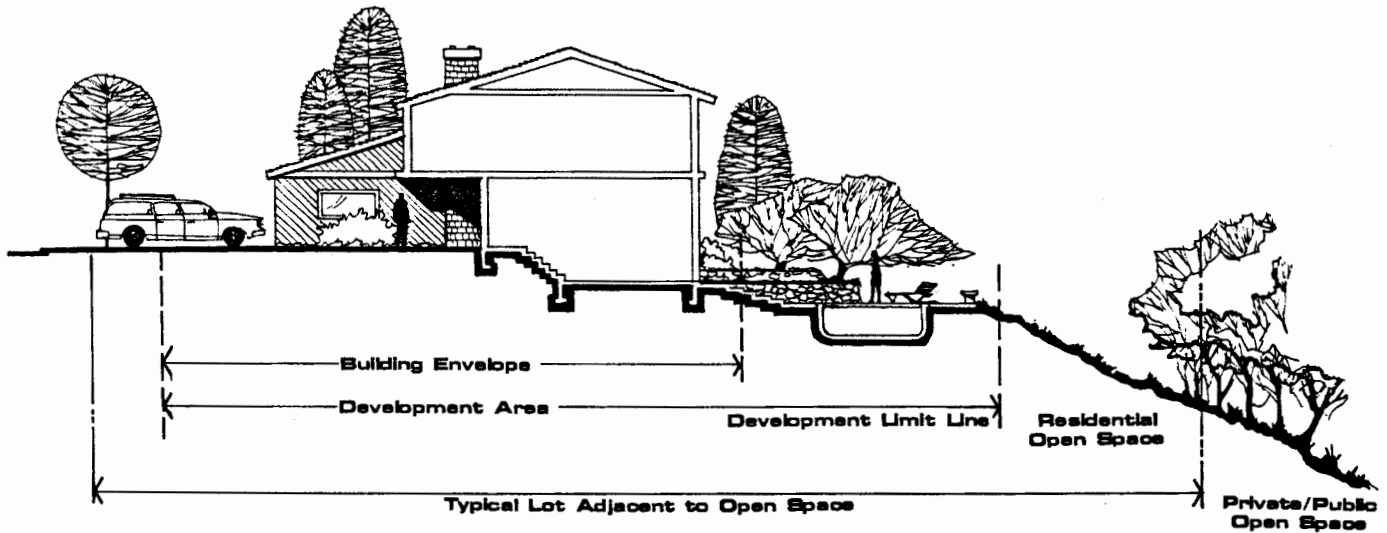 Building Envelope
Development Area
Development Limit Line
Residential
Open Space
Typical Lot Adjacent to Open Space
Private/Public
Open Space